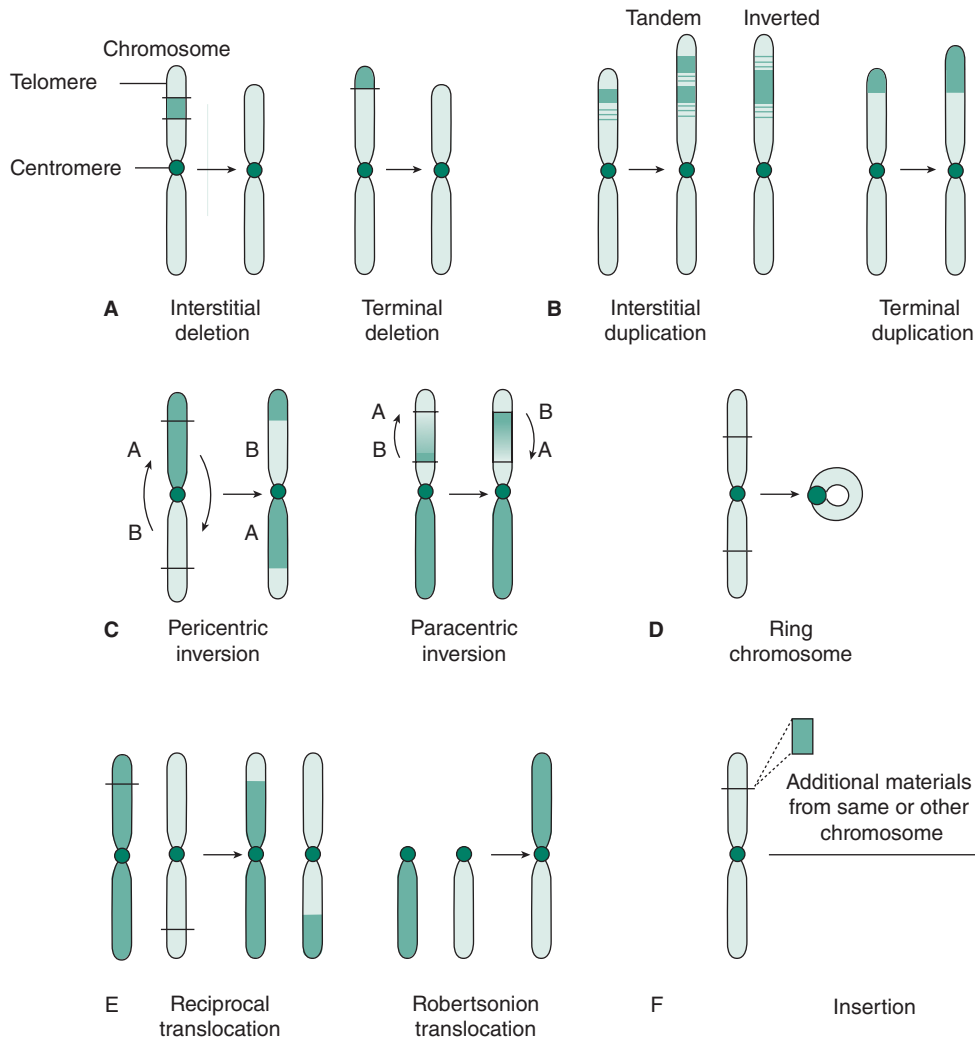 Tandem
Inverted
Chromosome
Telomere
Centromere
A
Interstitial
deletion
Terminal
deletion
B
Interstitial
duplication
Terminal
duplication
A
B
B
A
A
B
B
A
C
Pericentric
inversion
Paracentric
inversion
D
Ring
chromosome
Additional materials
from same or other
chromosome
E
Reciprocal
translocation
Robertsonion
translocation
F
Insertion